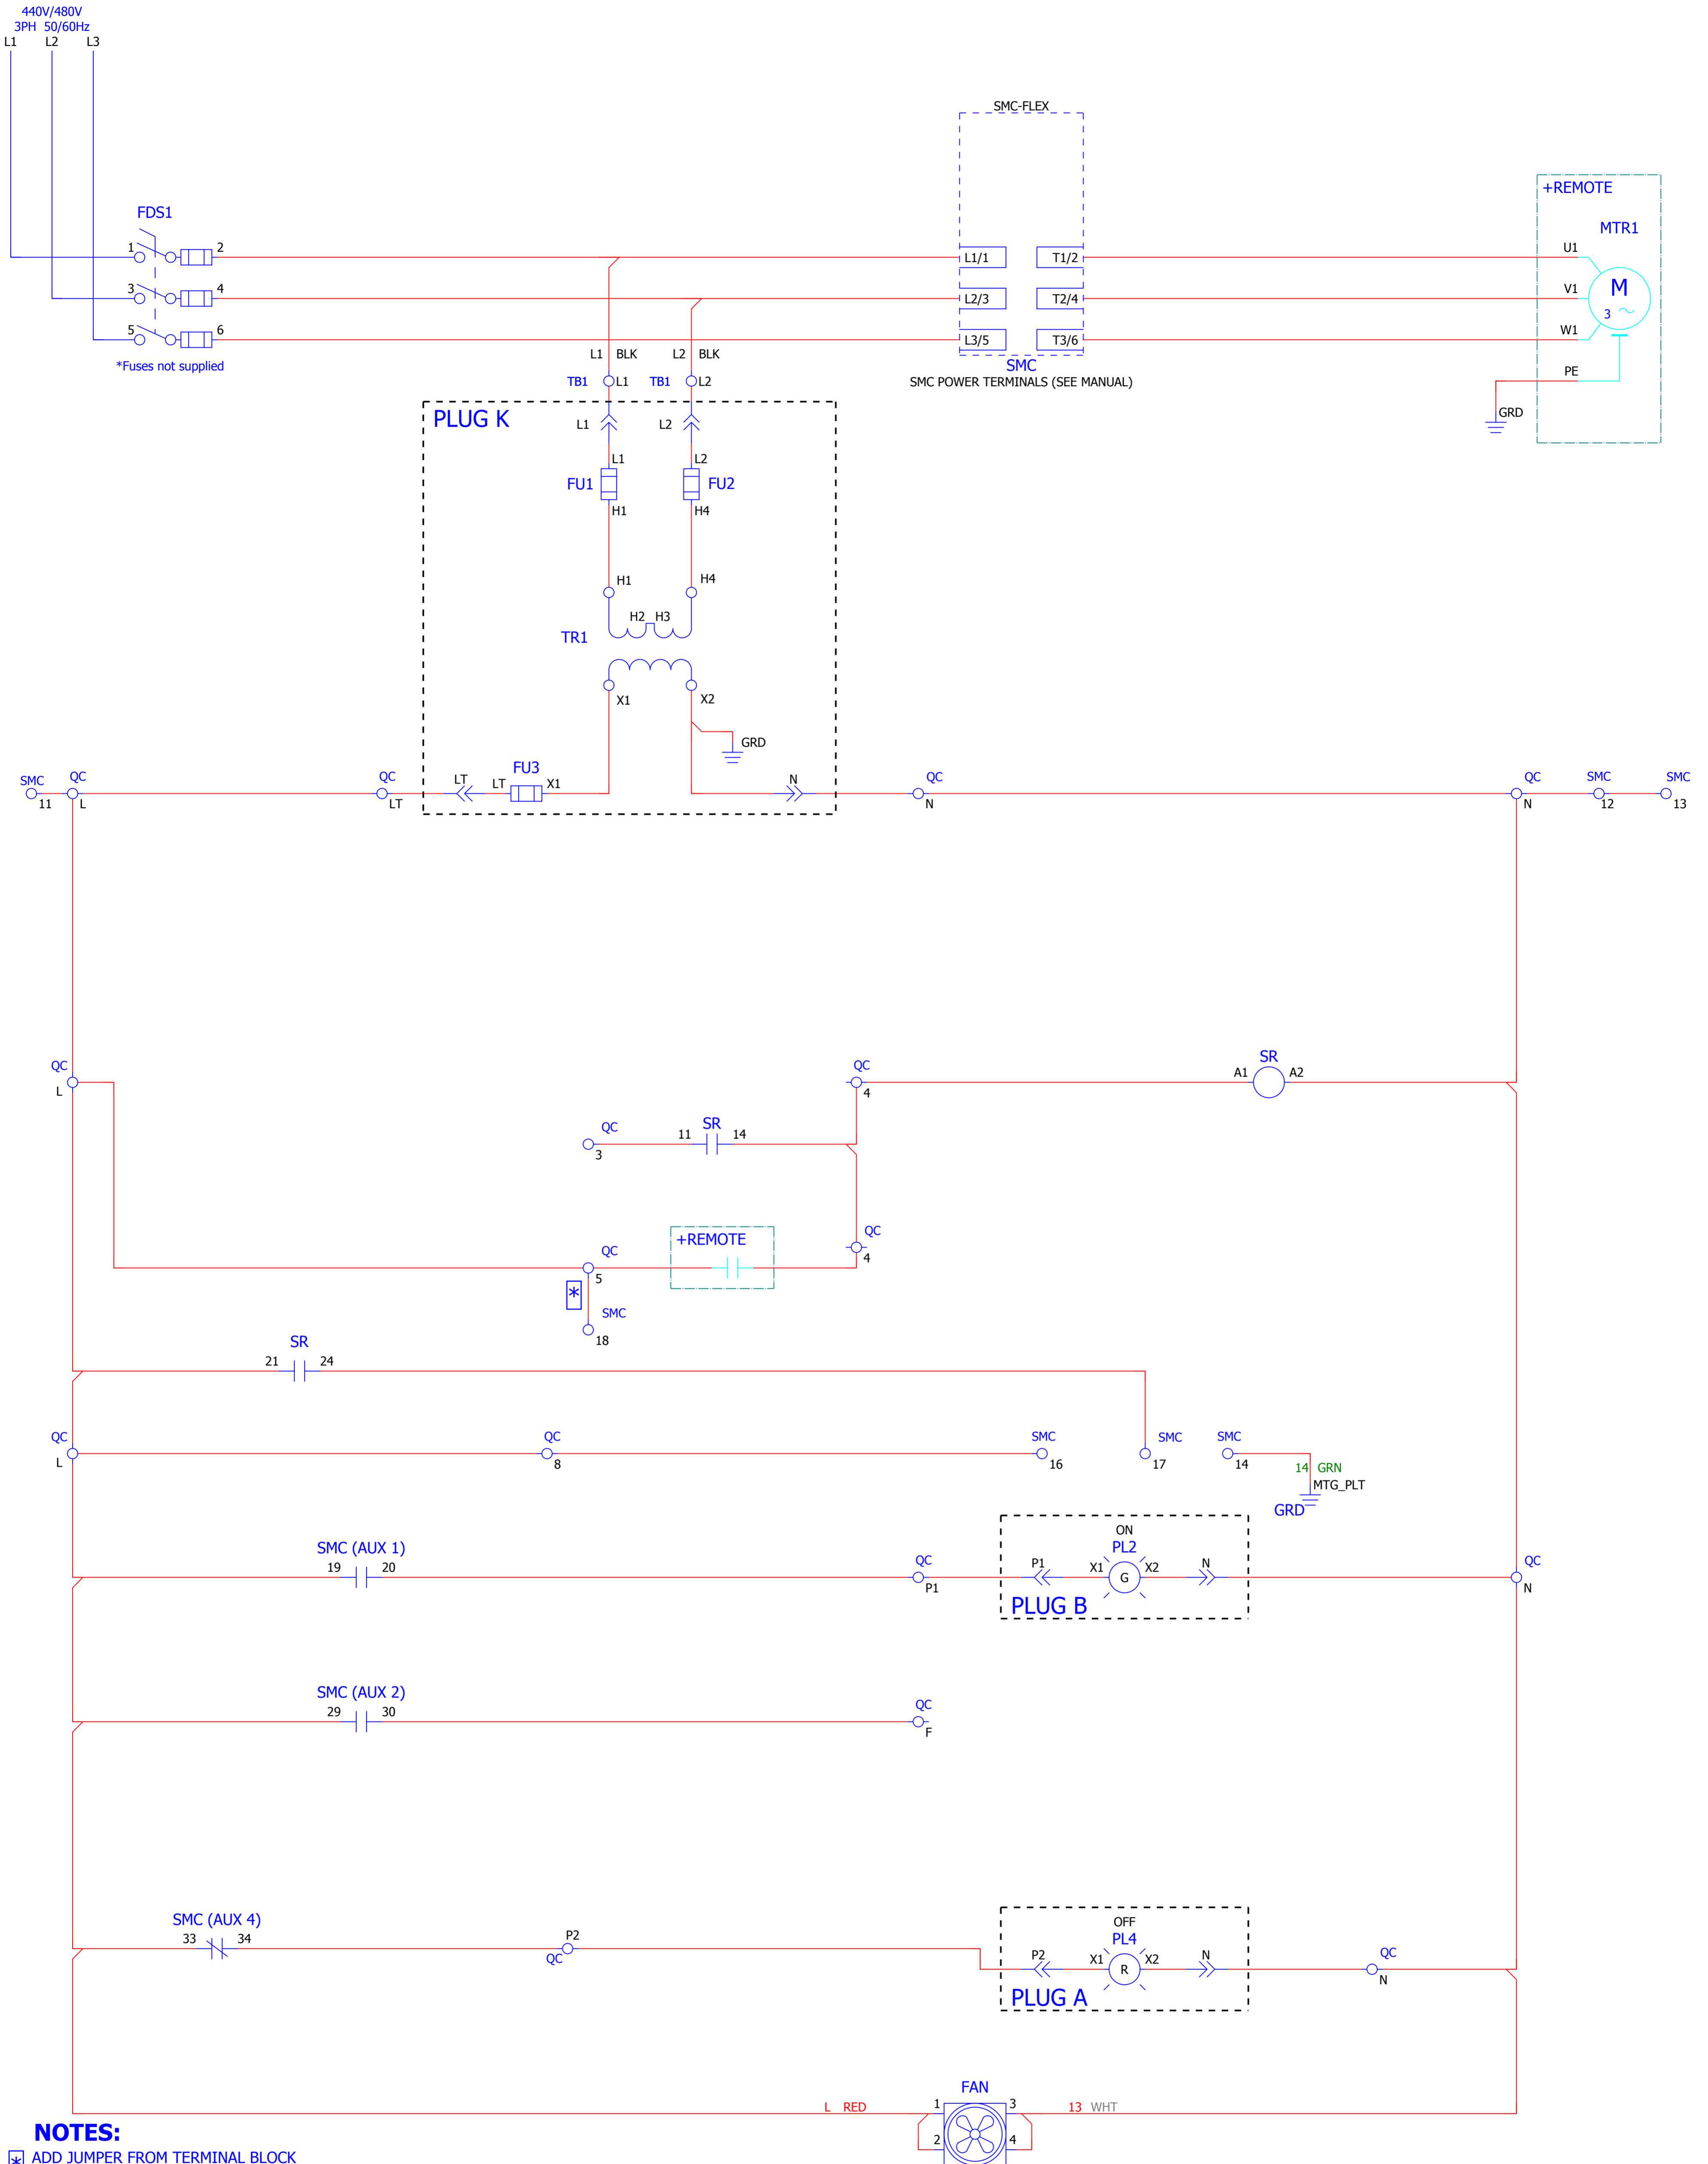 440V/480V
3PH 50/60Hz
L1 L2 L3
SMC-FLEX
+REMOTE
MTR1
FDS1
1 2 L1/1 T1/2 U1
3 4 L2/3 T2/4 V1 M
3
5 6 L3/5 T3/6 W1
*Fuses not supplied
L1 BLK L2 BLK
SMC
SMC POWER TERMINALS (SEE MANUAL)
PE
GRD
TB1 L1 TB1 L2
PLUG K
L1 L2
L1 L2
FU1 FU2
H1 H4
H1 H4
H2 H3
TR1
X1 X2
GRD
SMC QC QC LT LT FU3 X1 N QC QC SMC SMC
11 L LT N N 12 13
QC QC SR
L 4 A1 A2
QC 11 SR 14
3
+REMOTE QC
QC 4
5
*
SMC
18
SR
21 24
QC QC SMC SMC SMC
L 8 16 17 14
14 GRN
MTG_PLT
GRD
SMC (AUX 1)
19 20
QC
P1
ON
PL2
P1 X1 G X2 N
PLUG B
QC
N
SMC (AUX 2)
29 30
QC
F
SMC (AUX 4)
33 34
P2
QC
OFF
PL4
P2 X1 R X2 N
PLUG A
QC
N
FAN
L RED 1 3 13 WHT
2 4
NOTES:
* ADD JUMPER FROM TERMINAL BLOCK